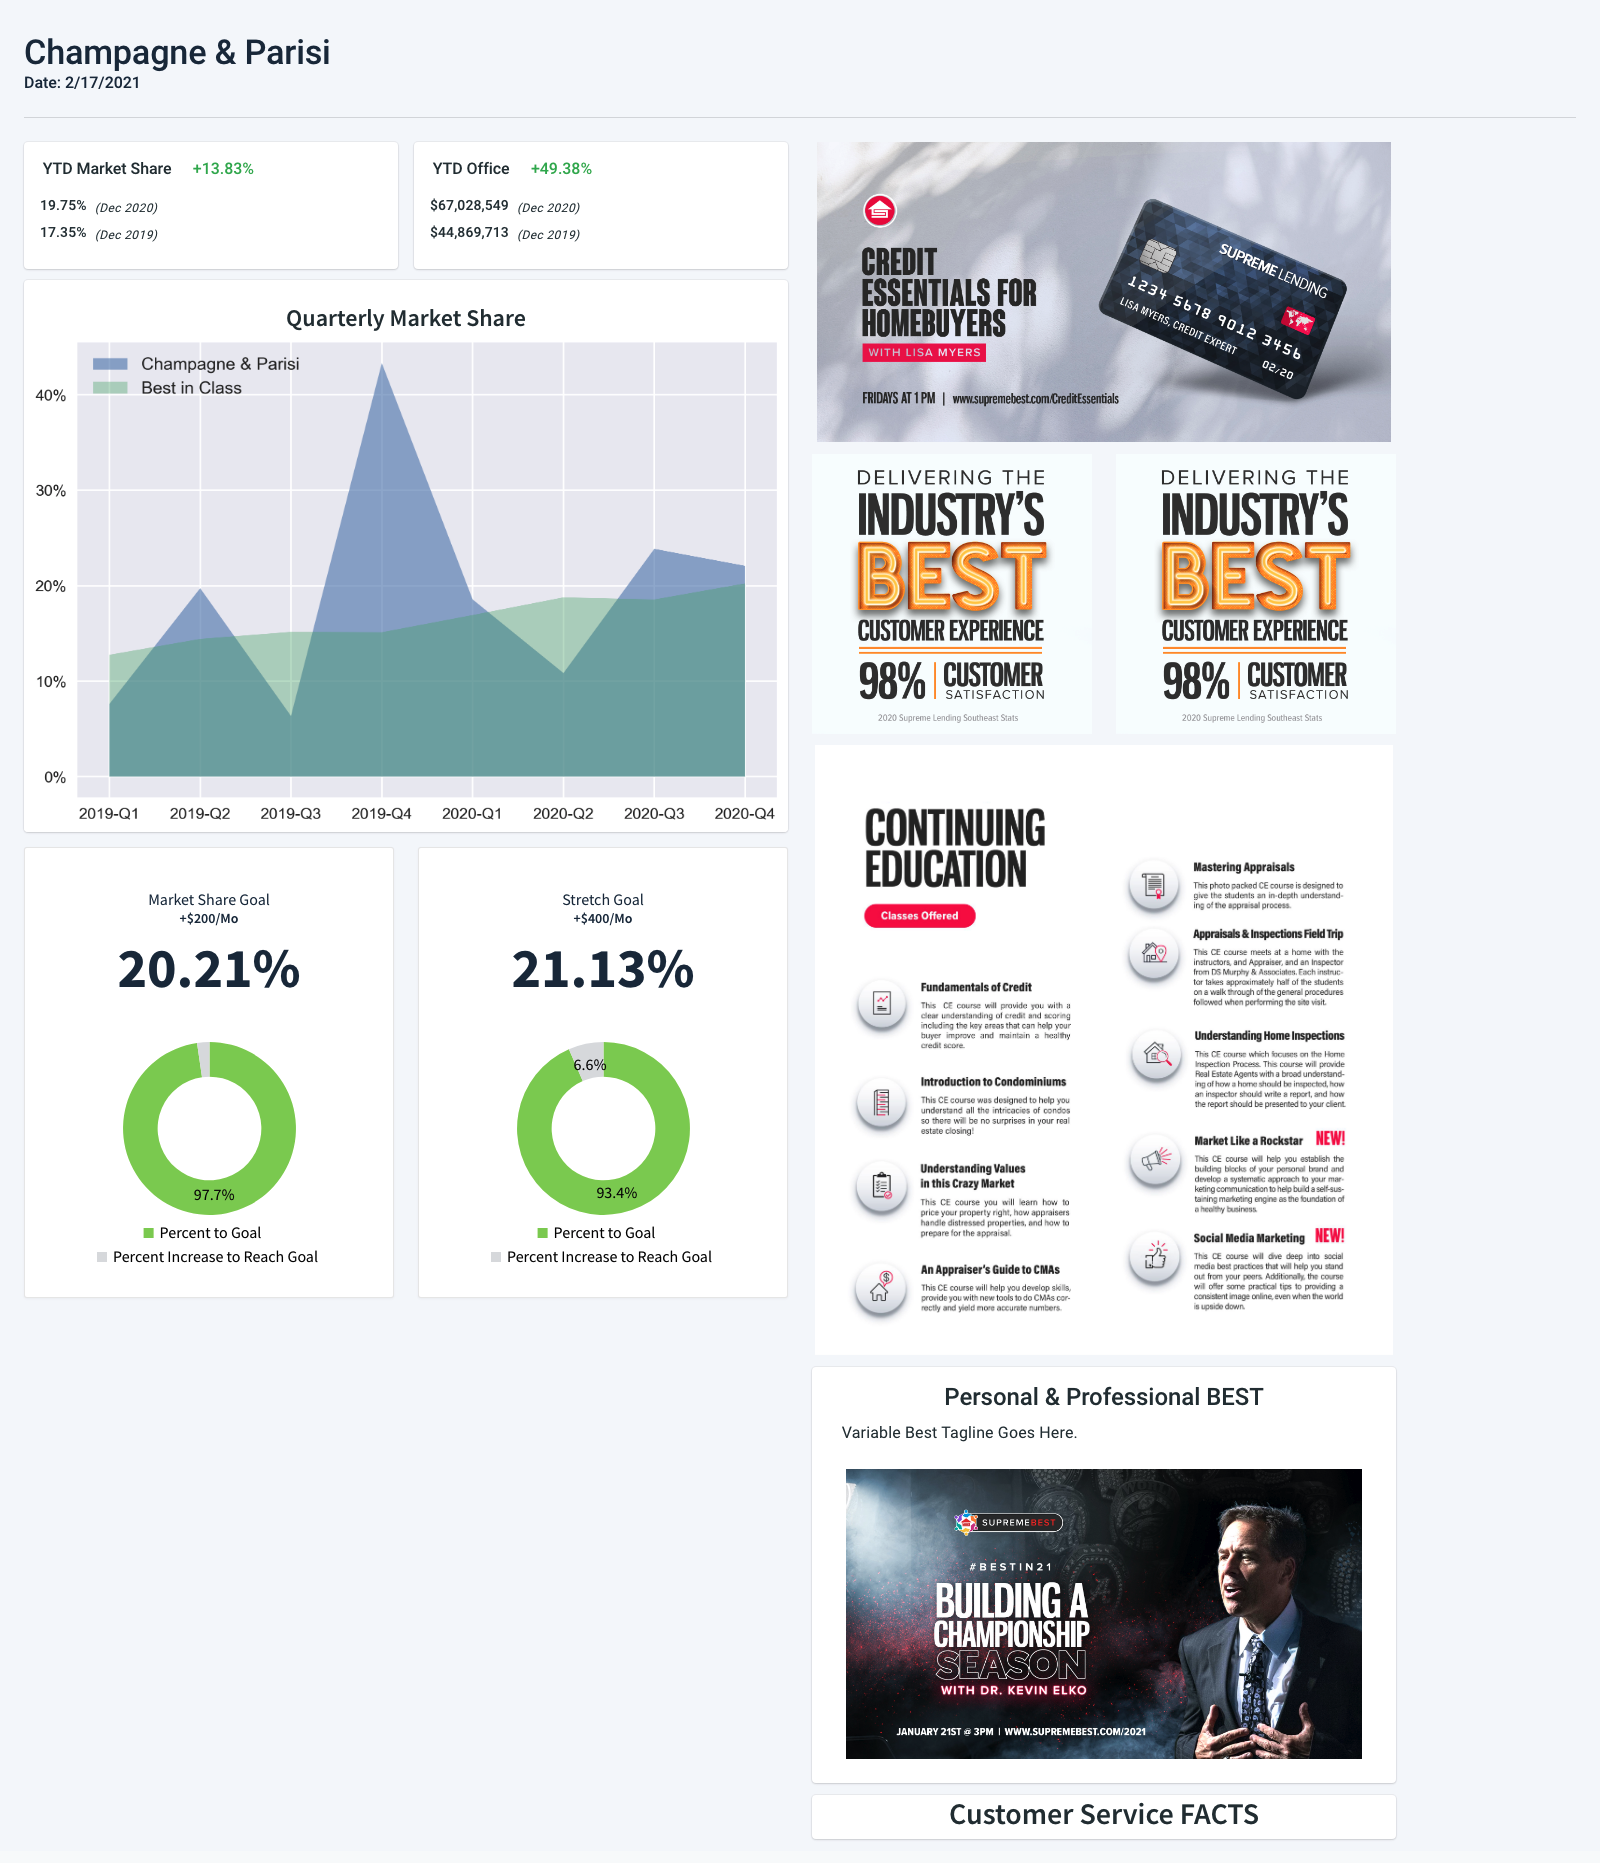 Champagne & Parisi
Date: 2/17/2021
YTD Market Share +13.83%
19.75% (Dec 2020)
17.35% (Dec 2019)
YTD Office +49.38%
$67,028,549 (Dec 2020)
$44,869,713 (Dec 2019)
Quarterly Market Share
Champagne & Parisi
Best in Class
40%
30%
20%
10%
0%
2019-Q1 2019-Q2 2019-Q3 2019-Q4 2020-Q1 2020-Q2 2020-Q3 2020-Q4
Market Share Goal
+$200/Mo
20.21%
97.7%
Percent to Goal
Percent Increase to Reach Goal
Stretch Goal
+$400/Mo
21.13%
6.6%
93.4%
Percent to Goal
Percent Increase to Reach Goal
CREDIT
ESSENTIALS FOR
HOMEBUYERS
WITH LISA MYERS
FRIDAYS AT 1 PM | www.supremebest.com/CreditEssentials
SUPREME LENDING
1234 5678 9012 3456
LISA MYERS, CREDIT EXPERT
02/20
DELIVERING THE
INDUSTRY'S
BEST
CUSTOMER EXPERIENCE
98% CUSTOMER
SATISFACTION
2020 Supreme Lending Southeast Stats
DELIVERING THE
INDUSTRY'S
BEST
CUSTOMER EXPERIENCE
98% CUSTOMER
SATISFACTION
2020 Supreme Lending Southeast Stats
CONTINUING
EDUCATION
Classes Offered
Fundamentals of Credit
This CE course will provide you with a
clear understanding of credit and scoring
including the key areas that can help your
buyer improve and maintain a healthy
credit score.
Introduction to Condominiums
This CE course was designed to help you
understand all the intricacies of condos
so there will be no surprises in your real
estate closing!
Understanding Values
in this Crazy Market
This CE course you will learn how to
price your property right, how appraisers
handle distressed properties, and how to
prepare for the appraisal.
An Appraiser's Guide to CMAs
This CE course will help you develop skills,
provide you with new tools to do CMAs cor-
rectly and yield more accurate numbers.
Mastering Appraisals
This photo packed CE course is designed to
give the students an in-depth understand-
ing of the appraisal process.
Appraisals & Inspections Field Trip
This CE course meets at a home with the
instructors, and Appraiser, and an Inspector
from DS Murphy & Associates. Each instruc-
tor takes approximately half of the students
on a walk through of the general procedures
followed when performing the site visit.
Understanding Home Inspections
This CE course which focuses on the Home
Inspection Process. This course will provide
Real Estate Agents with a broad understand-
ing of how a home should be inspected, how
an inspector should write a report, and how
the report should be presented to your client.
Market Like a Rockstar NEW!
This CE course will help you establish the
building blocks of your personal brand and
develop a systematic approach to your mar-
keting communication to help build a self-sus-
taining marketing engine as the foundation of
a healthy business.
Social Media Marketing NEW!
This CE course will dive deep into social
media best practices that will help you stand
out from your peers. Additionally, the course
will offer some practical tips to providing a
consistent image online, even when the world
is upside down.
Personal & Professional BEST
Variable Best Tagline Goes Here.
SUPREMEBEST
#BESTIN21
BUILDING A
CHAMPIONSHIP
SEASON
WITH DR. KEVIN ELKO
JANUARY 21ST @ 3PM | WWW.SUPREMEBEST.COM/2021
Customer Service FACTS